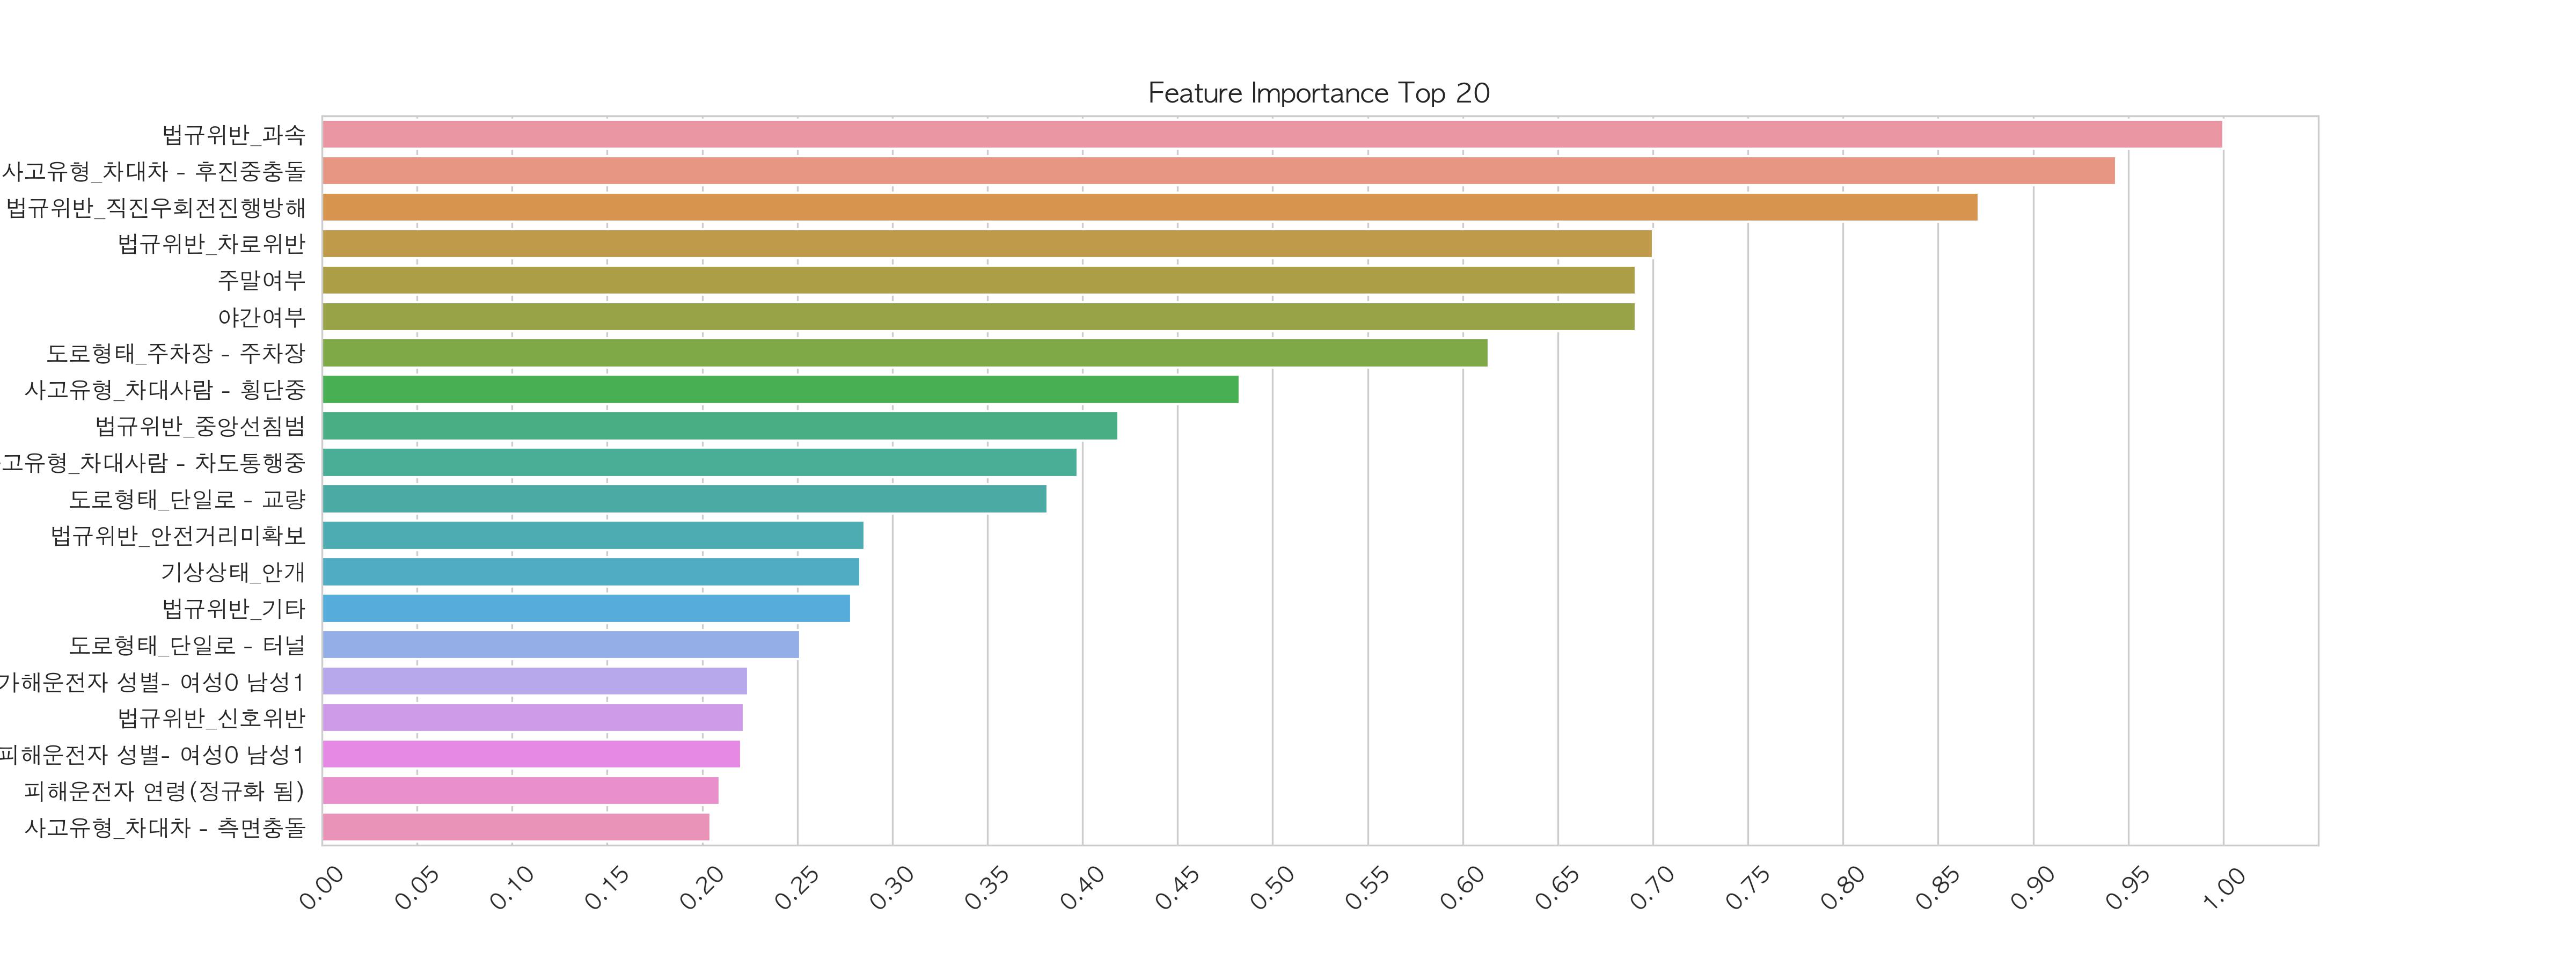 Feature Importance Top 20
법규위반_과속
사고유형_차대차 - 후진중충돌
법규위반_직진우회전진행방해
법규위반_차로위반
주말여부
야간여부
도로형태_주차장 - 주차장
사고유형_차대사람 - 횡단중
법규위반_중앙선침범
고유형_차대사람 - 차도통행중
도로형태_단일로 - 교량
법규위반_안전거리미확보
기상상태_안개
법규위반_기타
도로형태_단일로 - 터널
가해운전자 성별- 여성0 남성1
법규위반_신호위반
피해운전자 성별- 여성0 남성1
피해운전자 연령(정규화 됨)
사고유형_차대차 - 측면충돌
0.00 0.05 0.10 0.15 0.20 0.25 0.30 0.35 0.40 0.45 0.50 0.55 0.60 0.65 0.70 0.75 0.80 0.85 0.90 0.95 1.00